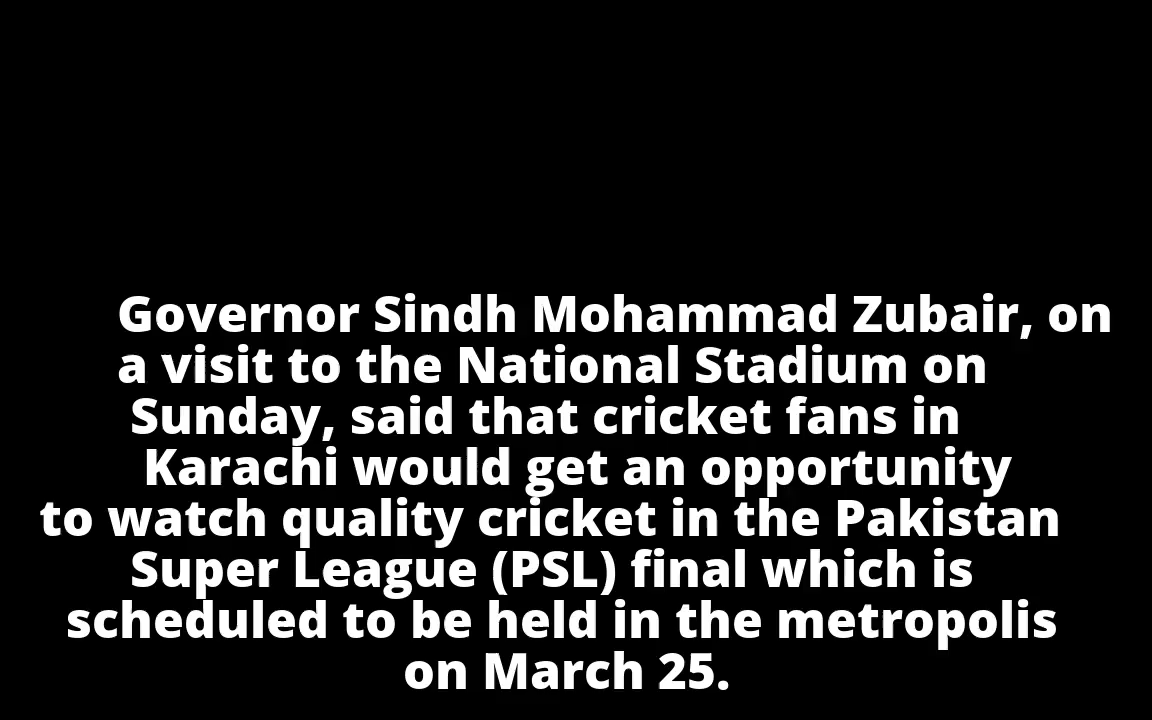 Governor Sindh Mohammad Zubair, on
a visit to the National Stadium on
Sunday, said that cricket fans in
Karachi would get an opportunity
to watch quality cricket in the Pakistan
Super League (PSL) final which is
scheduled to be held in the metropolis
on March 25.